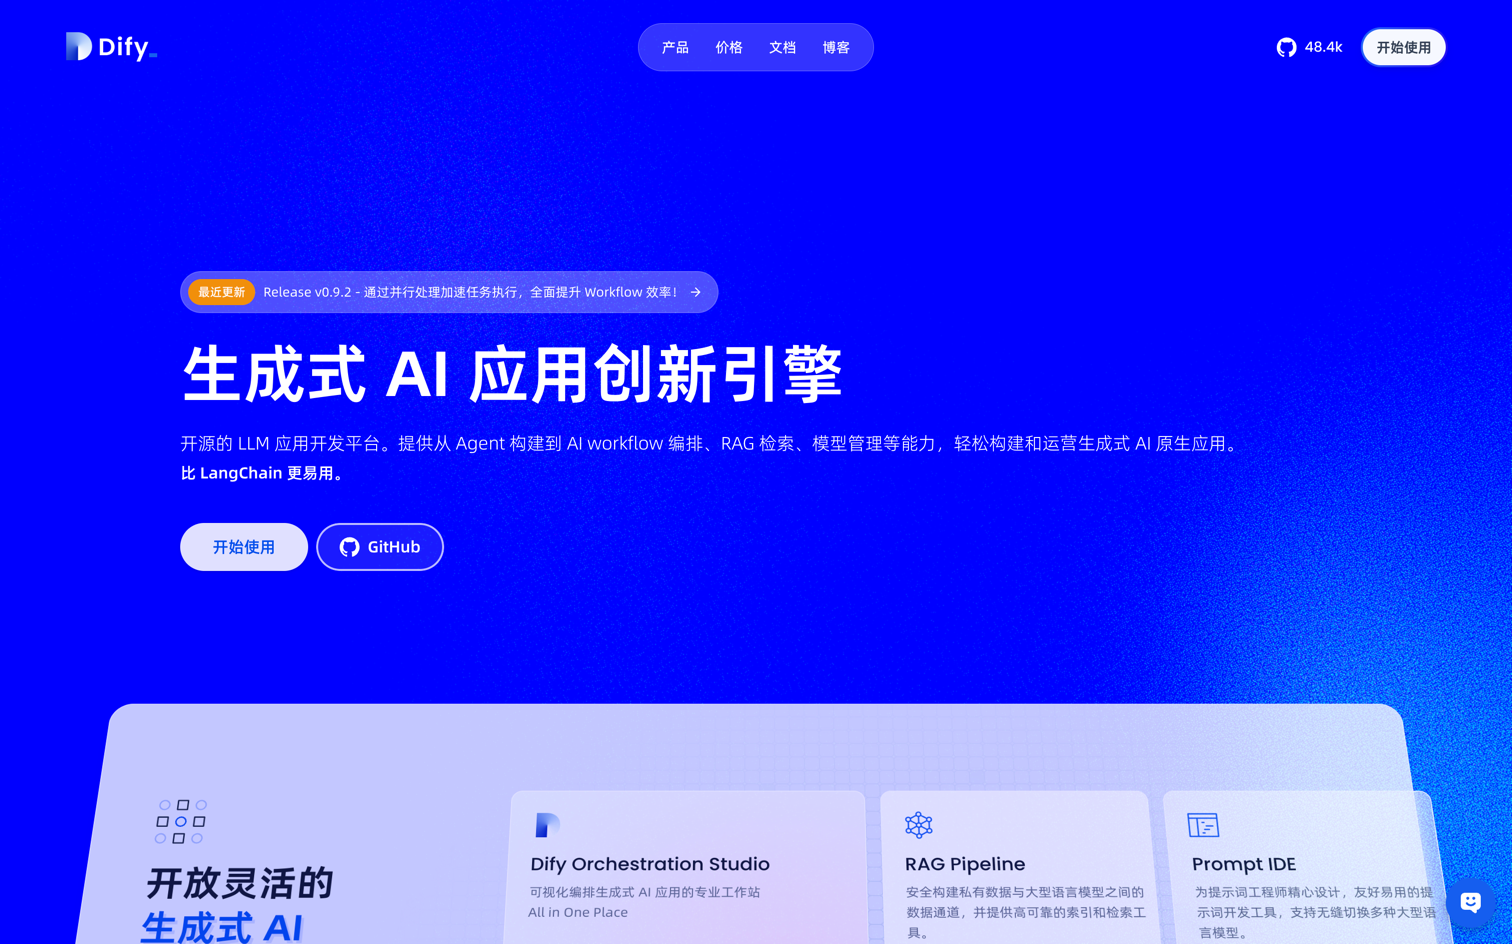 Dify_
产品 价格 文档 博客
48.4k
开始使用
最近更新 Release v0.9.2 - 通过并行处理加速任务执行，全面提升 Workflow 效率！
生成式 AI 应用创新引擎
开源的 LLM 应用开发平台。提供从 Agent 构建到 AI workflow 编排、RAG 检索、模型管理等能力，轻松构建和运营生成式 AI 原生应用。
比 LangChain 更易用。
开始使用 GitHub
开放灵活的
生成式 AI
Dify Orchestration Studio
可视化编排生成式 AI 应用的专业工作站
All in One Place
RAG Pipeline
安全构建私有数据与大型语言模型之间的
数据通道，并提供高可靠的索引和检索工
具。
Prompt IDE
为提示词工程师精心设计，友好易用的提
示词开发工具，支持无缝切换多种大型语
言模型。